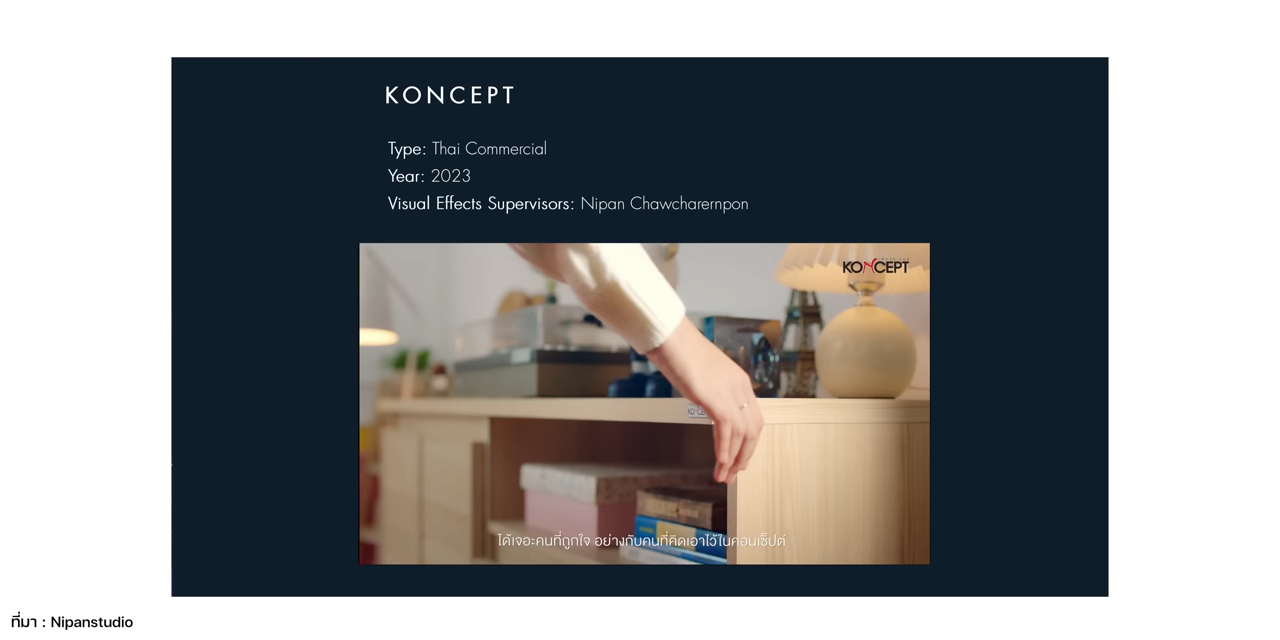 KONCEPT
Type: Thai Commercial
Year: 2023
Visual Effects Supervisors: Nipan Chawcharernpon
KONCEPT
ได้เจอะคนที่ถูกใจ อย่างกับคนที่คิดเอาไว้ในคอนเซ็ปต์
ที่มา : Nipanstudio